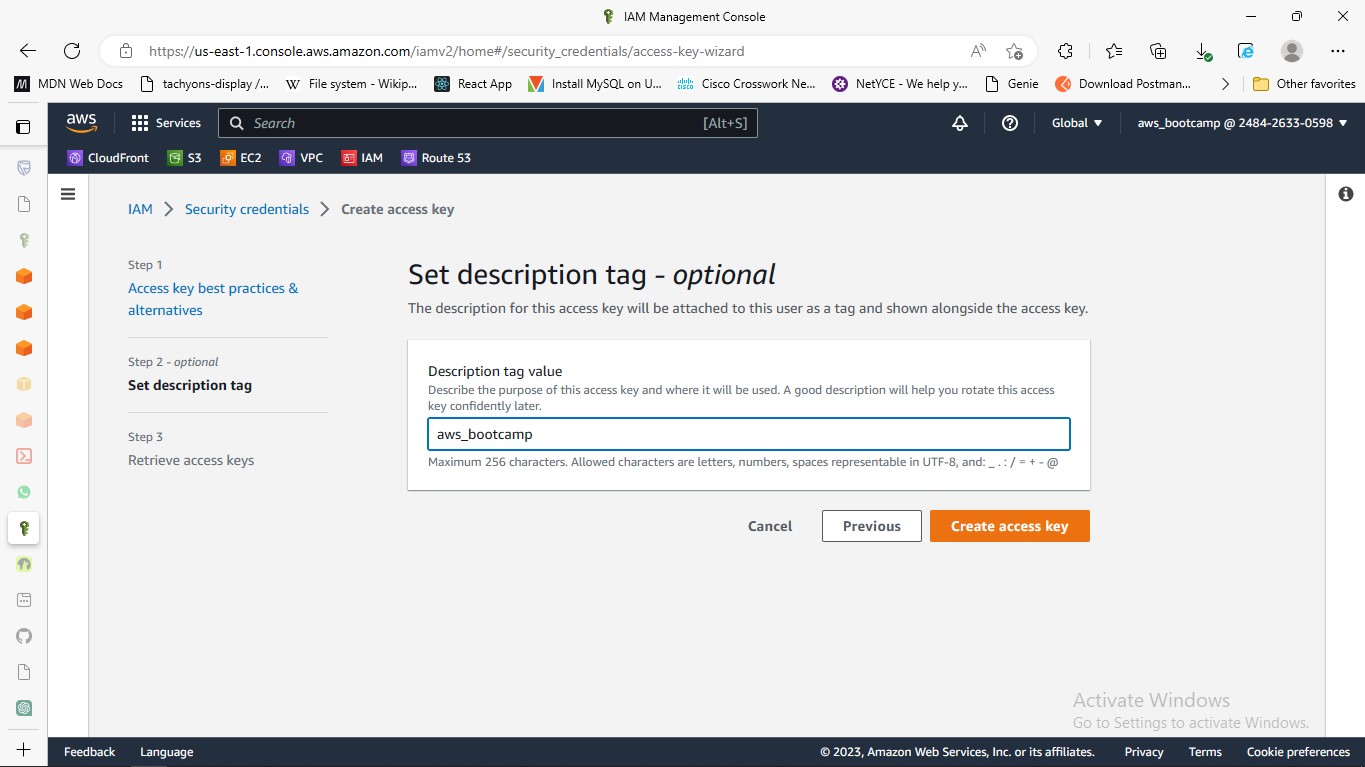 IAM Management Console
https://us-east-1.console.aws.amazon.com/iamv2/home#/security_credentials/access-key-wizard
MDN Web Docs tachyons-display /... File system - Wikip... React App Install MySQL on U... Cisco Crosswork Ne... NetYCE - We help y... Genie Download Postman... Other favorites
aws Services Search [Alt+S] Global aws_bootcamp @ 2484-2633-0598
CloudFront S3 EC2 VPC IAM Route 53
IAM Security credentials Create access key
Step 1
Access key best practices &
alternatives
Step 2 - optional
Set description tag
Step 3
Retrieve access keys
Set description tag - optional
The description for this access key will be attached to this user as a tag and shown alongside the access key.
Description tag value
Describe the purpose of this access key and where it will be used. A good description will help you rotate this access
key confidently later.
aws_bootcamp
Maximum 256 characters. Allowed characters are letters, numbers, spaces representable in UTF-8, and: _ . : / = + - @
Cancel Previous Create access key
Activate Windows
Go to Settings to activate Windows.
Feedback Language © 2023, Amazon Web Services, Inc. or its affiliates. Privacy Terms Cookie preferences